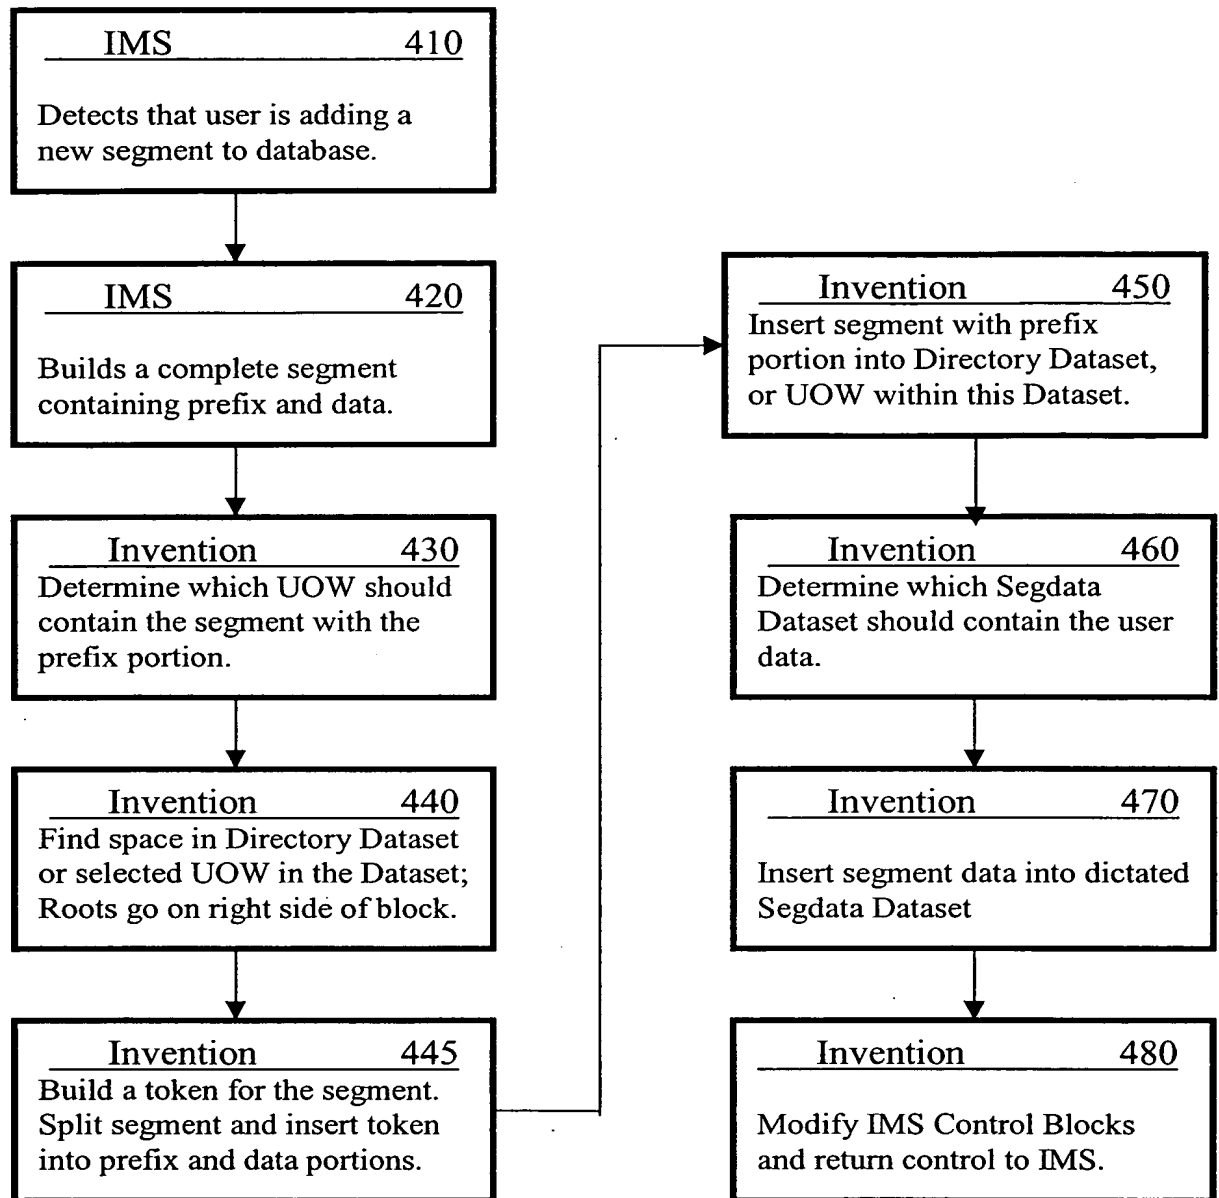 IMS 410
Detects that user is adding a
new segment to database.
IMS 420
Builds a complete segment
containing prefix and data.
Invention 430
Determine which UOW should
contain the segment with the
prefix portion.
Invention 440
Find space in Directory Dataset
or selected UOW in the Dataset;
Roots go on right side of block.
Invention 445
Build a token for the segment.
Split segment and insert token
into prefix and data portions.
Invention 450
Insert segment with prefix
portion into Directory Dataset,
or UOW within this Dataset.
Invention 460
Determine which Segdata
Dataset should contain the user
data.
Invention 470
Insert segment data into dictated
Segdata Dataset
Invention 480
Modify IMS Control Blocks
and return control to IMS.